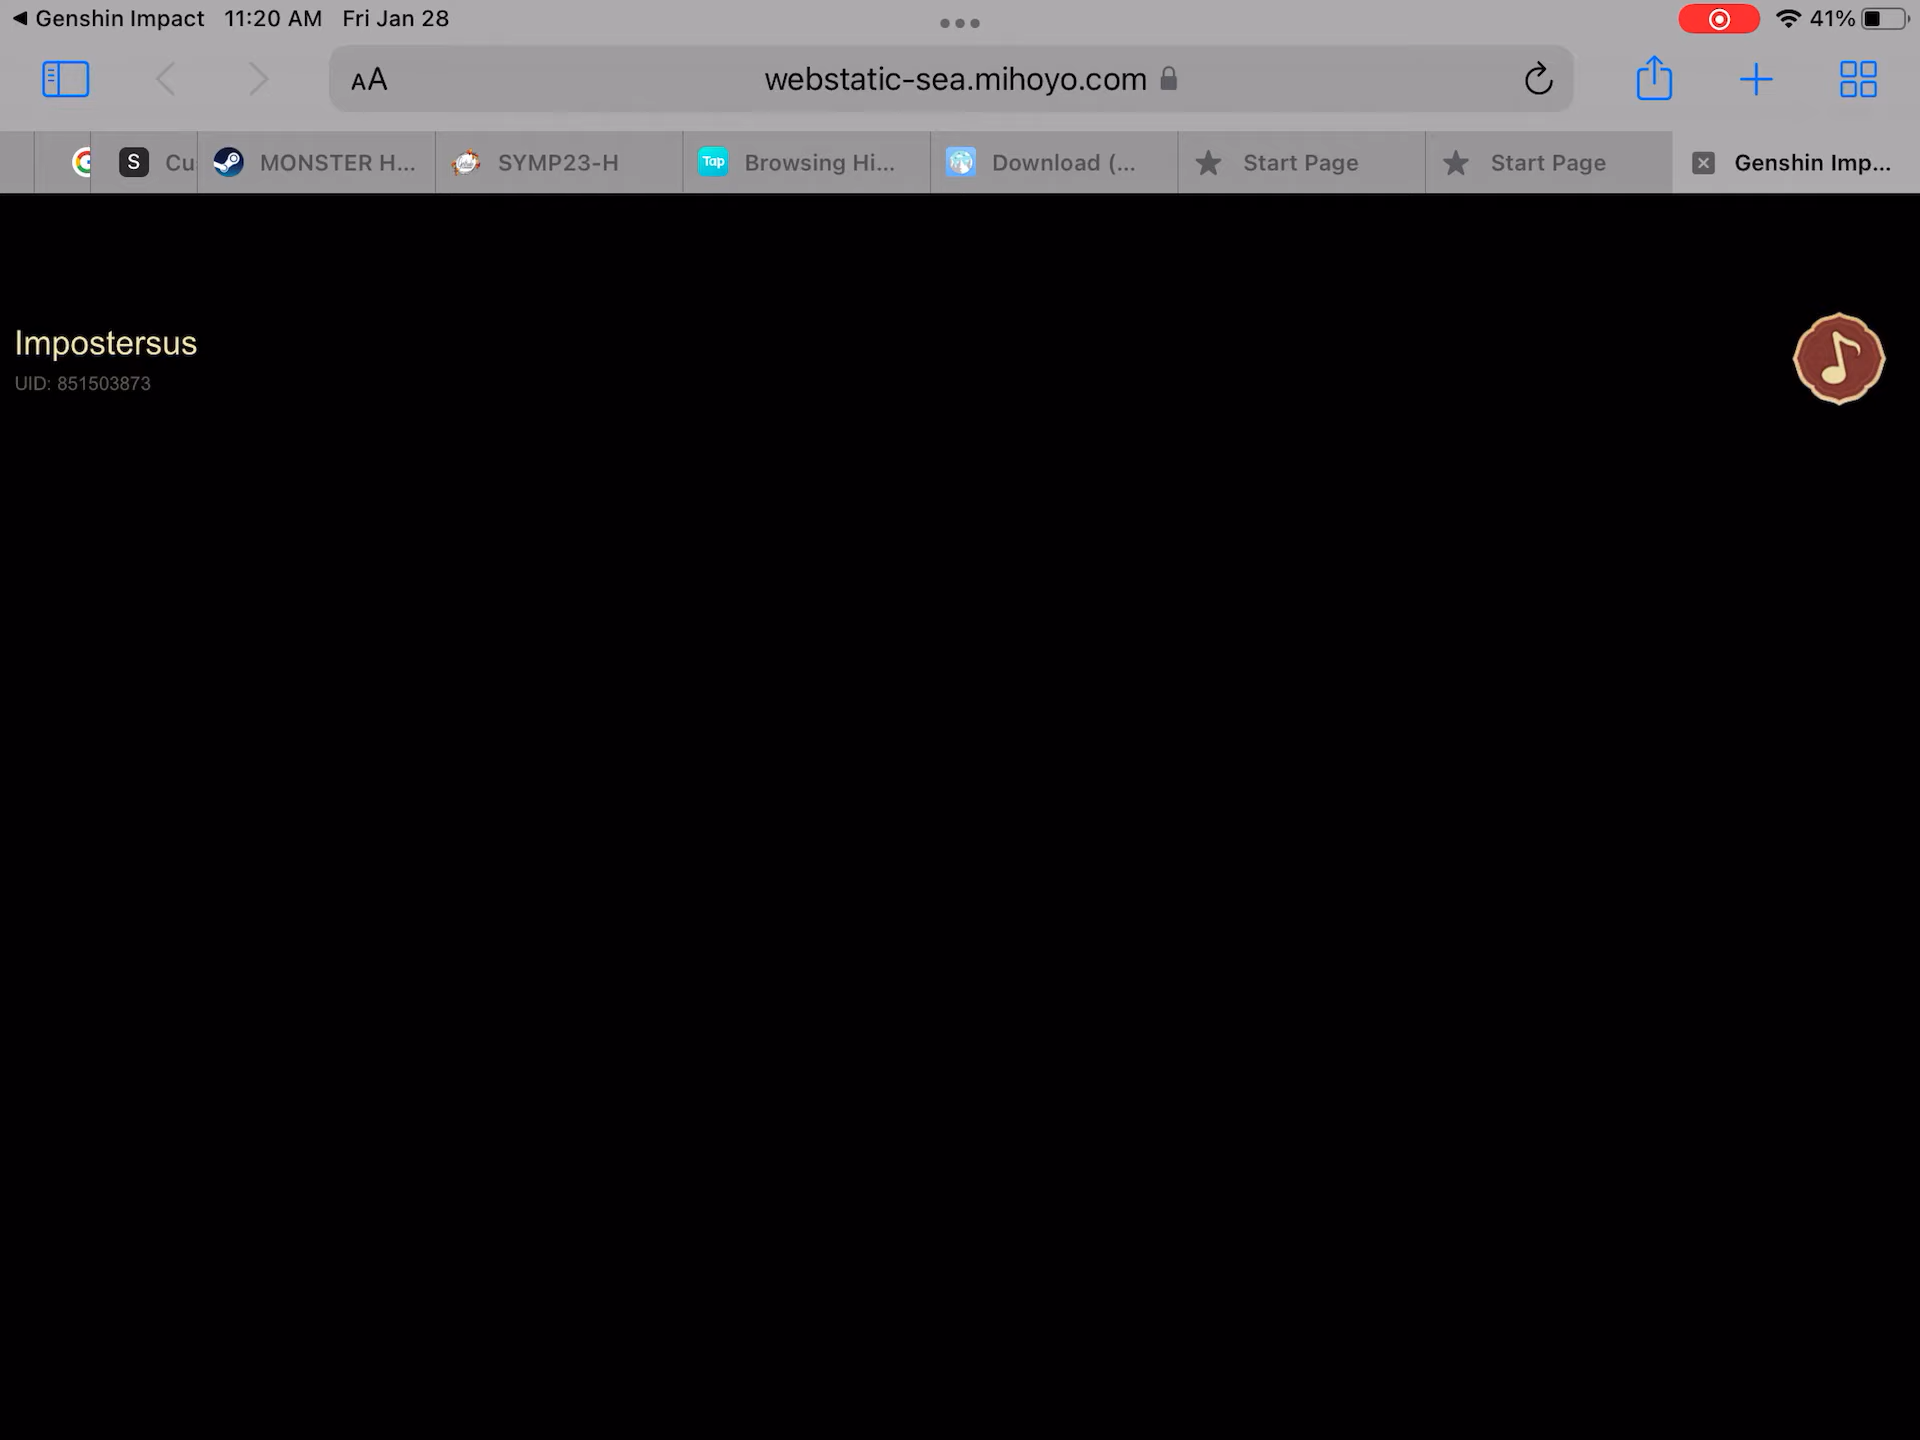 ◀ Genshin Impact 11:20 AM Fri Jan 28
41%
AA
webstatic-sea.mihoyo.com
S Cu
MONSTER H...
SYMP23-H
Tap Browsing Hi...
Download (...
Start Page
Start Page
Genshin Imp...
Impostersus
UID: 851503873